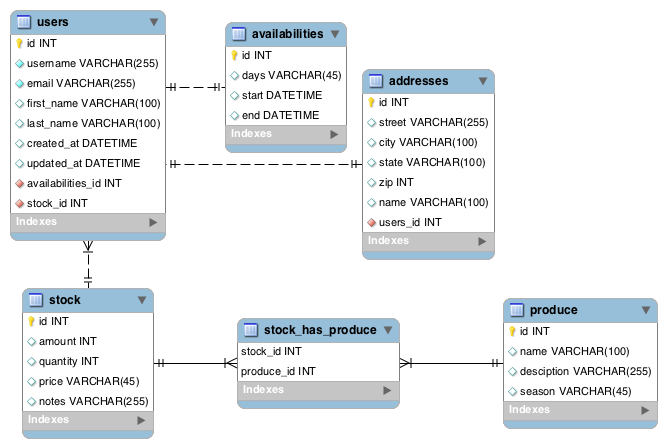 users
id INT
username VARCHAR(255)
email VARCHAR(255)
first_name VARCHAR(100)
last_name VARCHAR(100)
created_at DATETIME
updated_at DATETIME
availabilities_id INT
stock_id INT
Indexes
availabilities
id INT
days VARCHAR(45)
start DATETIME
end DATETIME
Indexes
addresses
id INT
street VARCHAR(255)
city VARCHAR(100)
state VARCHAR(100)
zip INT
name VARCHAR(100)
users_id INT
Indexes
stock
id INT
amount INT
quantity INT
price VARCHAR(45)
notes VARCHAR(255)
Indexes
stock_has_produce
stock_id INT
produce_id INT
Indexes
produce
id INT
name VARCHAR(100)
desciption VARCHAR(255)
season VARCHAR(45)
Indexes